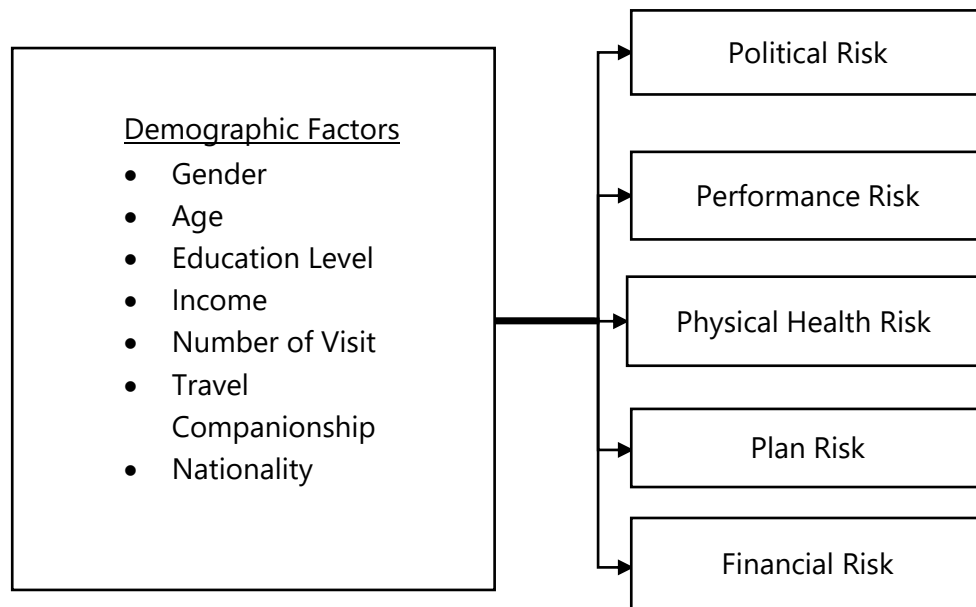 Demographic Factors
• Gender
• Age
• Education Level
• Income
• Number of Visit
• Travel
Companionship
• Nationality
Political Risk
Performance Risk
Physical Health Risk
Plan Risk
Financial Risk